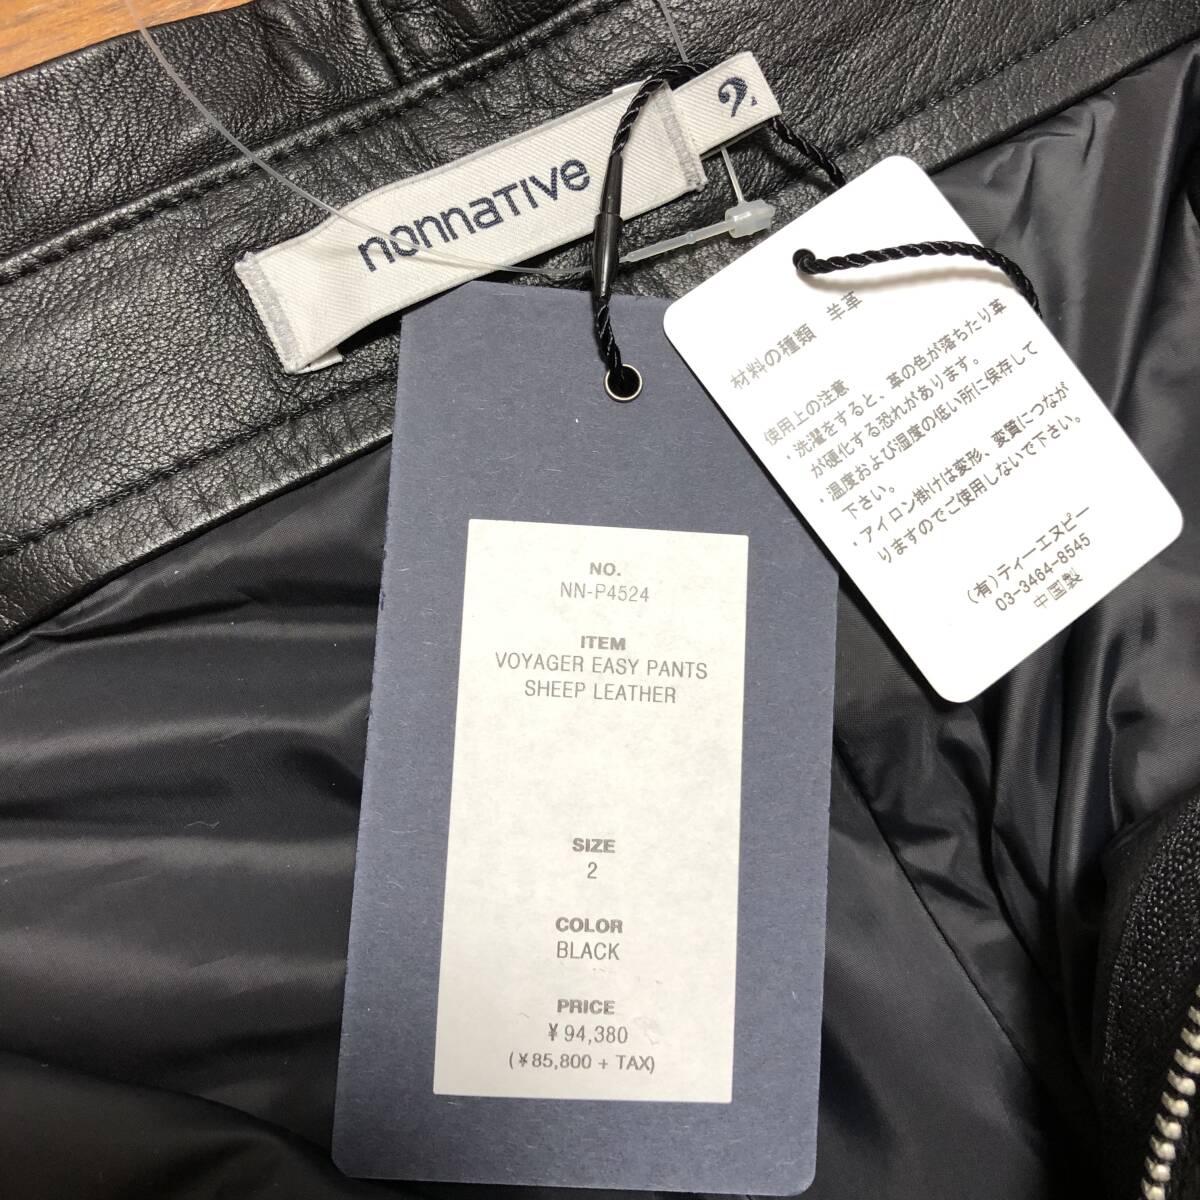 nonnative
2
NO.
NN-P4524
ITEM
VOYAGER EASY PANTS
SHEEP LEATHER
SIZE
2
COLOR
BLACK
PRICE
¥94,380
(¥85,800 + TAX)
材料の種類 羊革
使用上の注意
・洗濯をすると、革の色が落ちたり革
が硬化する恐れがあります。
・温度および湿度の低い所に保存して
下さい。
・アイロン掛けは変形、変質につなが
りますのでご使用しないで下さい。
(有)ティーエヌピー
03-3464-8545
中国製